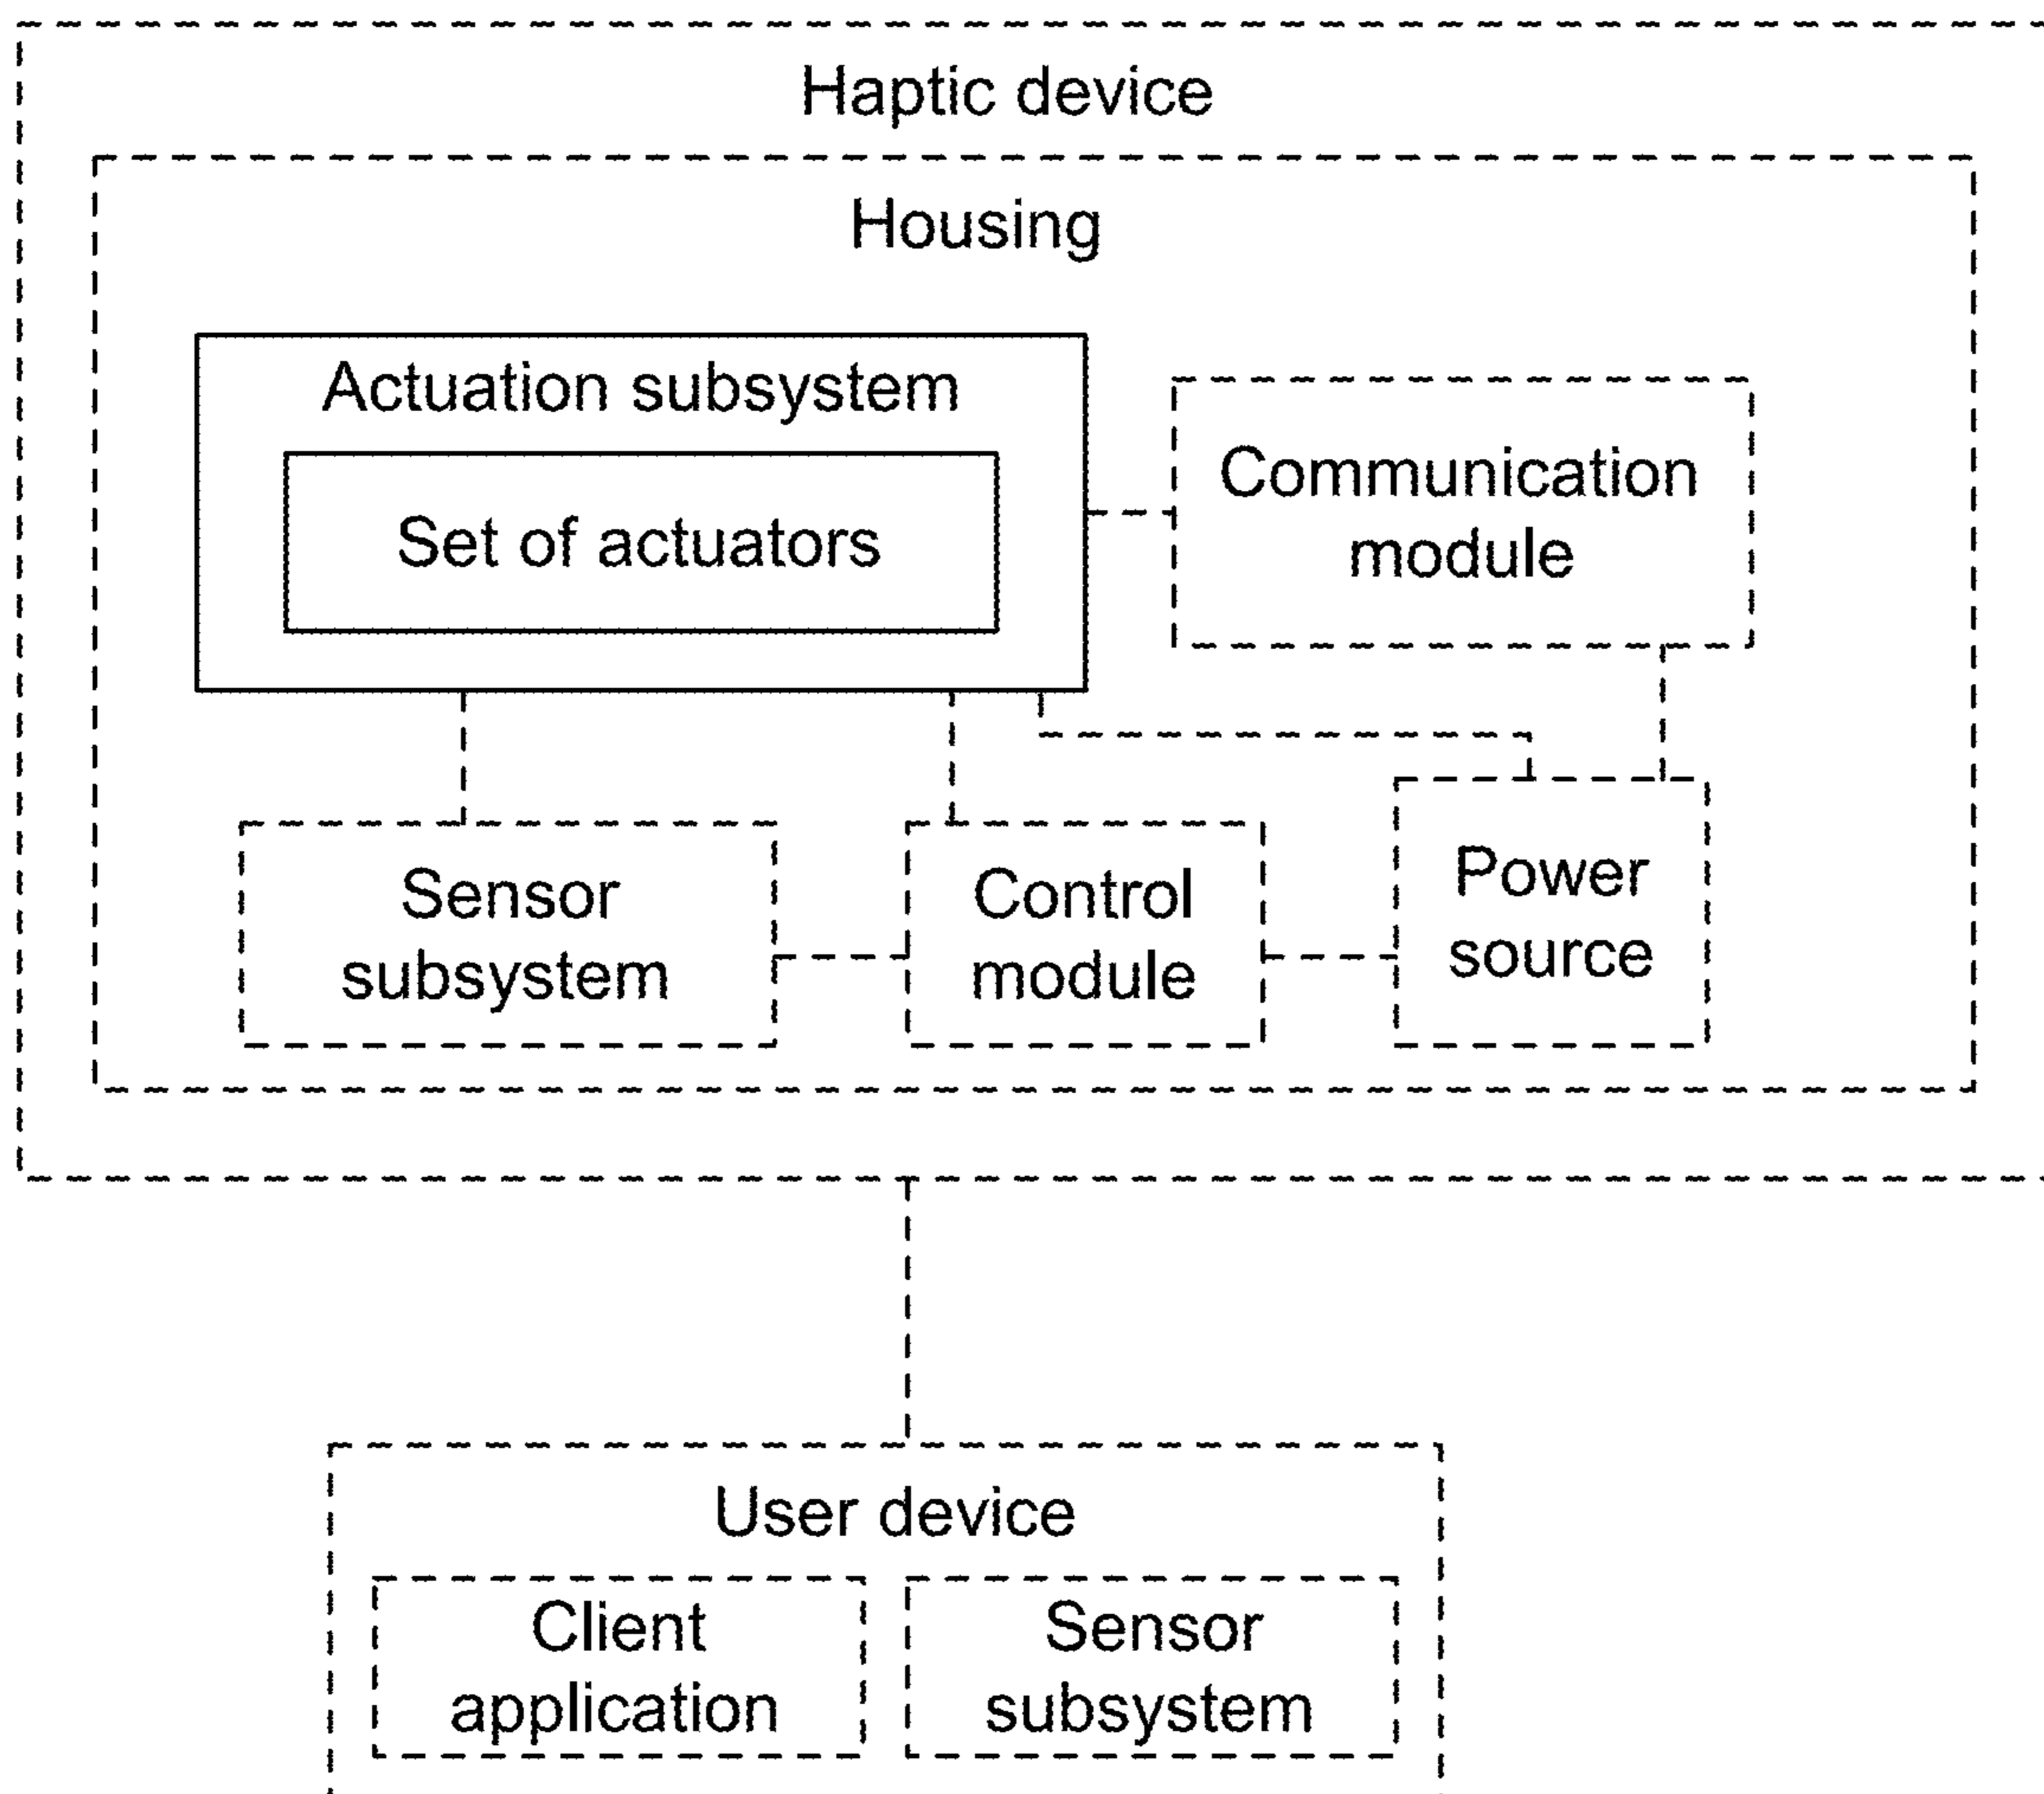 Haptic device
Housing
Actuation subsystem
Set of actuators
Communication
module
Sensor
subsystem
Control
module
Power
source
User device
Client
application
Sensor
subsystem